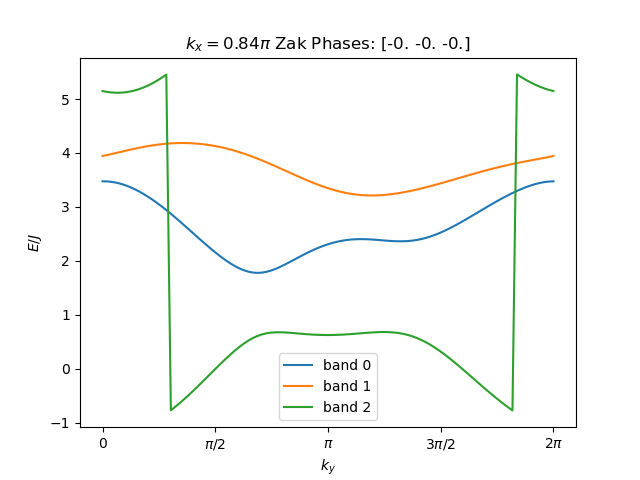 $k_x = 0.84\pi$ Zak Phases: [-0. -0. -0.]
E/J
5
4
3
2
1
0
−1
0
π/2
π
3π/2
2π
$k_y$
band 0
band 1
band 2